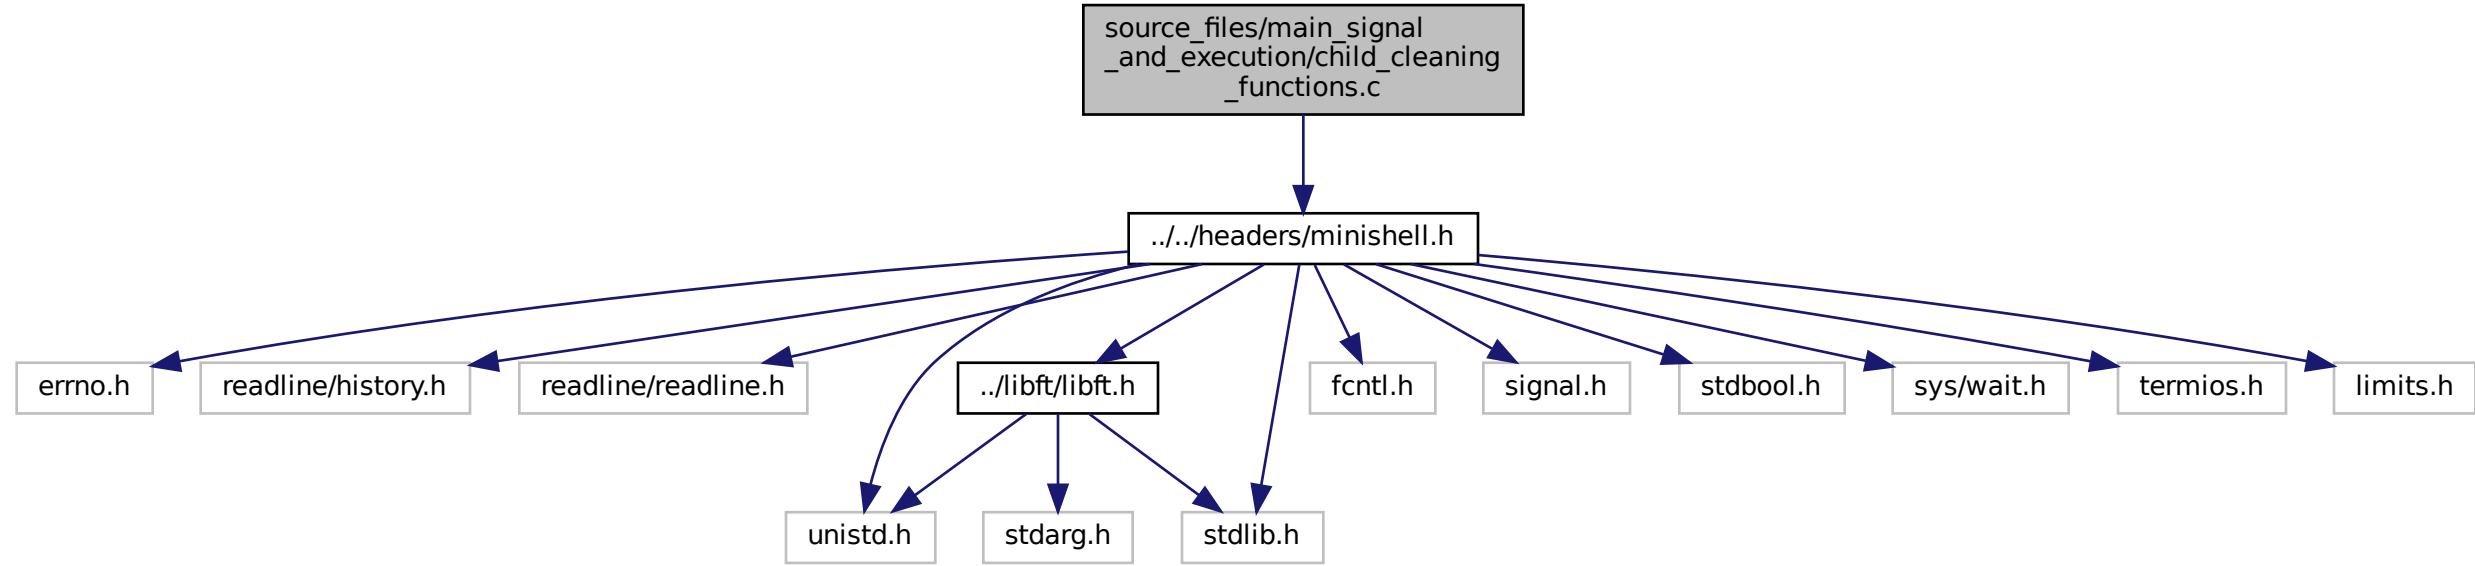 source_files/main_signal
_and_execution/child_cleaning
_functions.c
../../headers/minishell.h
errno.h
readline/history.h
readline/readline.h
../libft/libft.h
fcntl.h
signal.h
stdbool.h
sys/wait.h
termios.h
limits.h
unistd.h
stdarg.h
stdlib.h